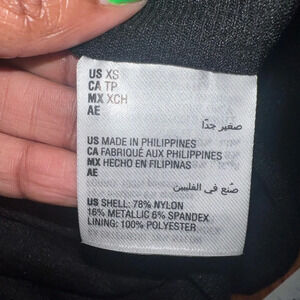 US XS
CA TP
MX XCH
AE
صغير جدًا
US MADE IN PHILIPPINES
CA FABRIQUÉ AUX PHILIPPINES
MX HECHO EN FILIPINAS
AE
صنع في الفلبين
US SHELL: 78% NYLON
16% METALLIC 6% SPANDEX
LINING: 100% POLYESTER